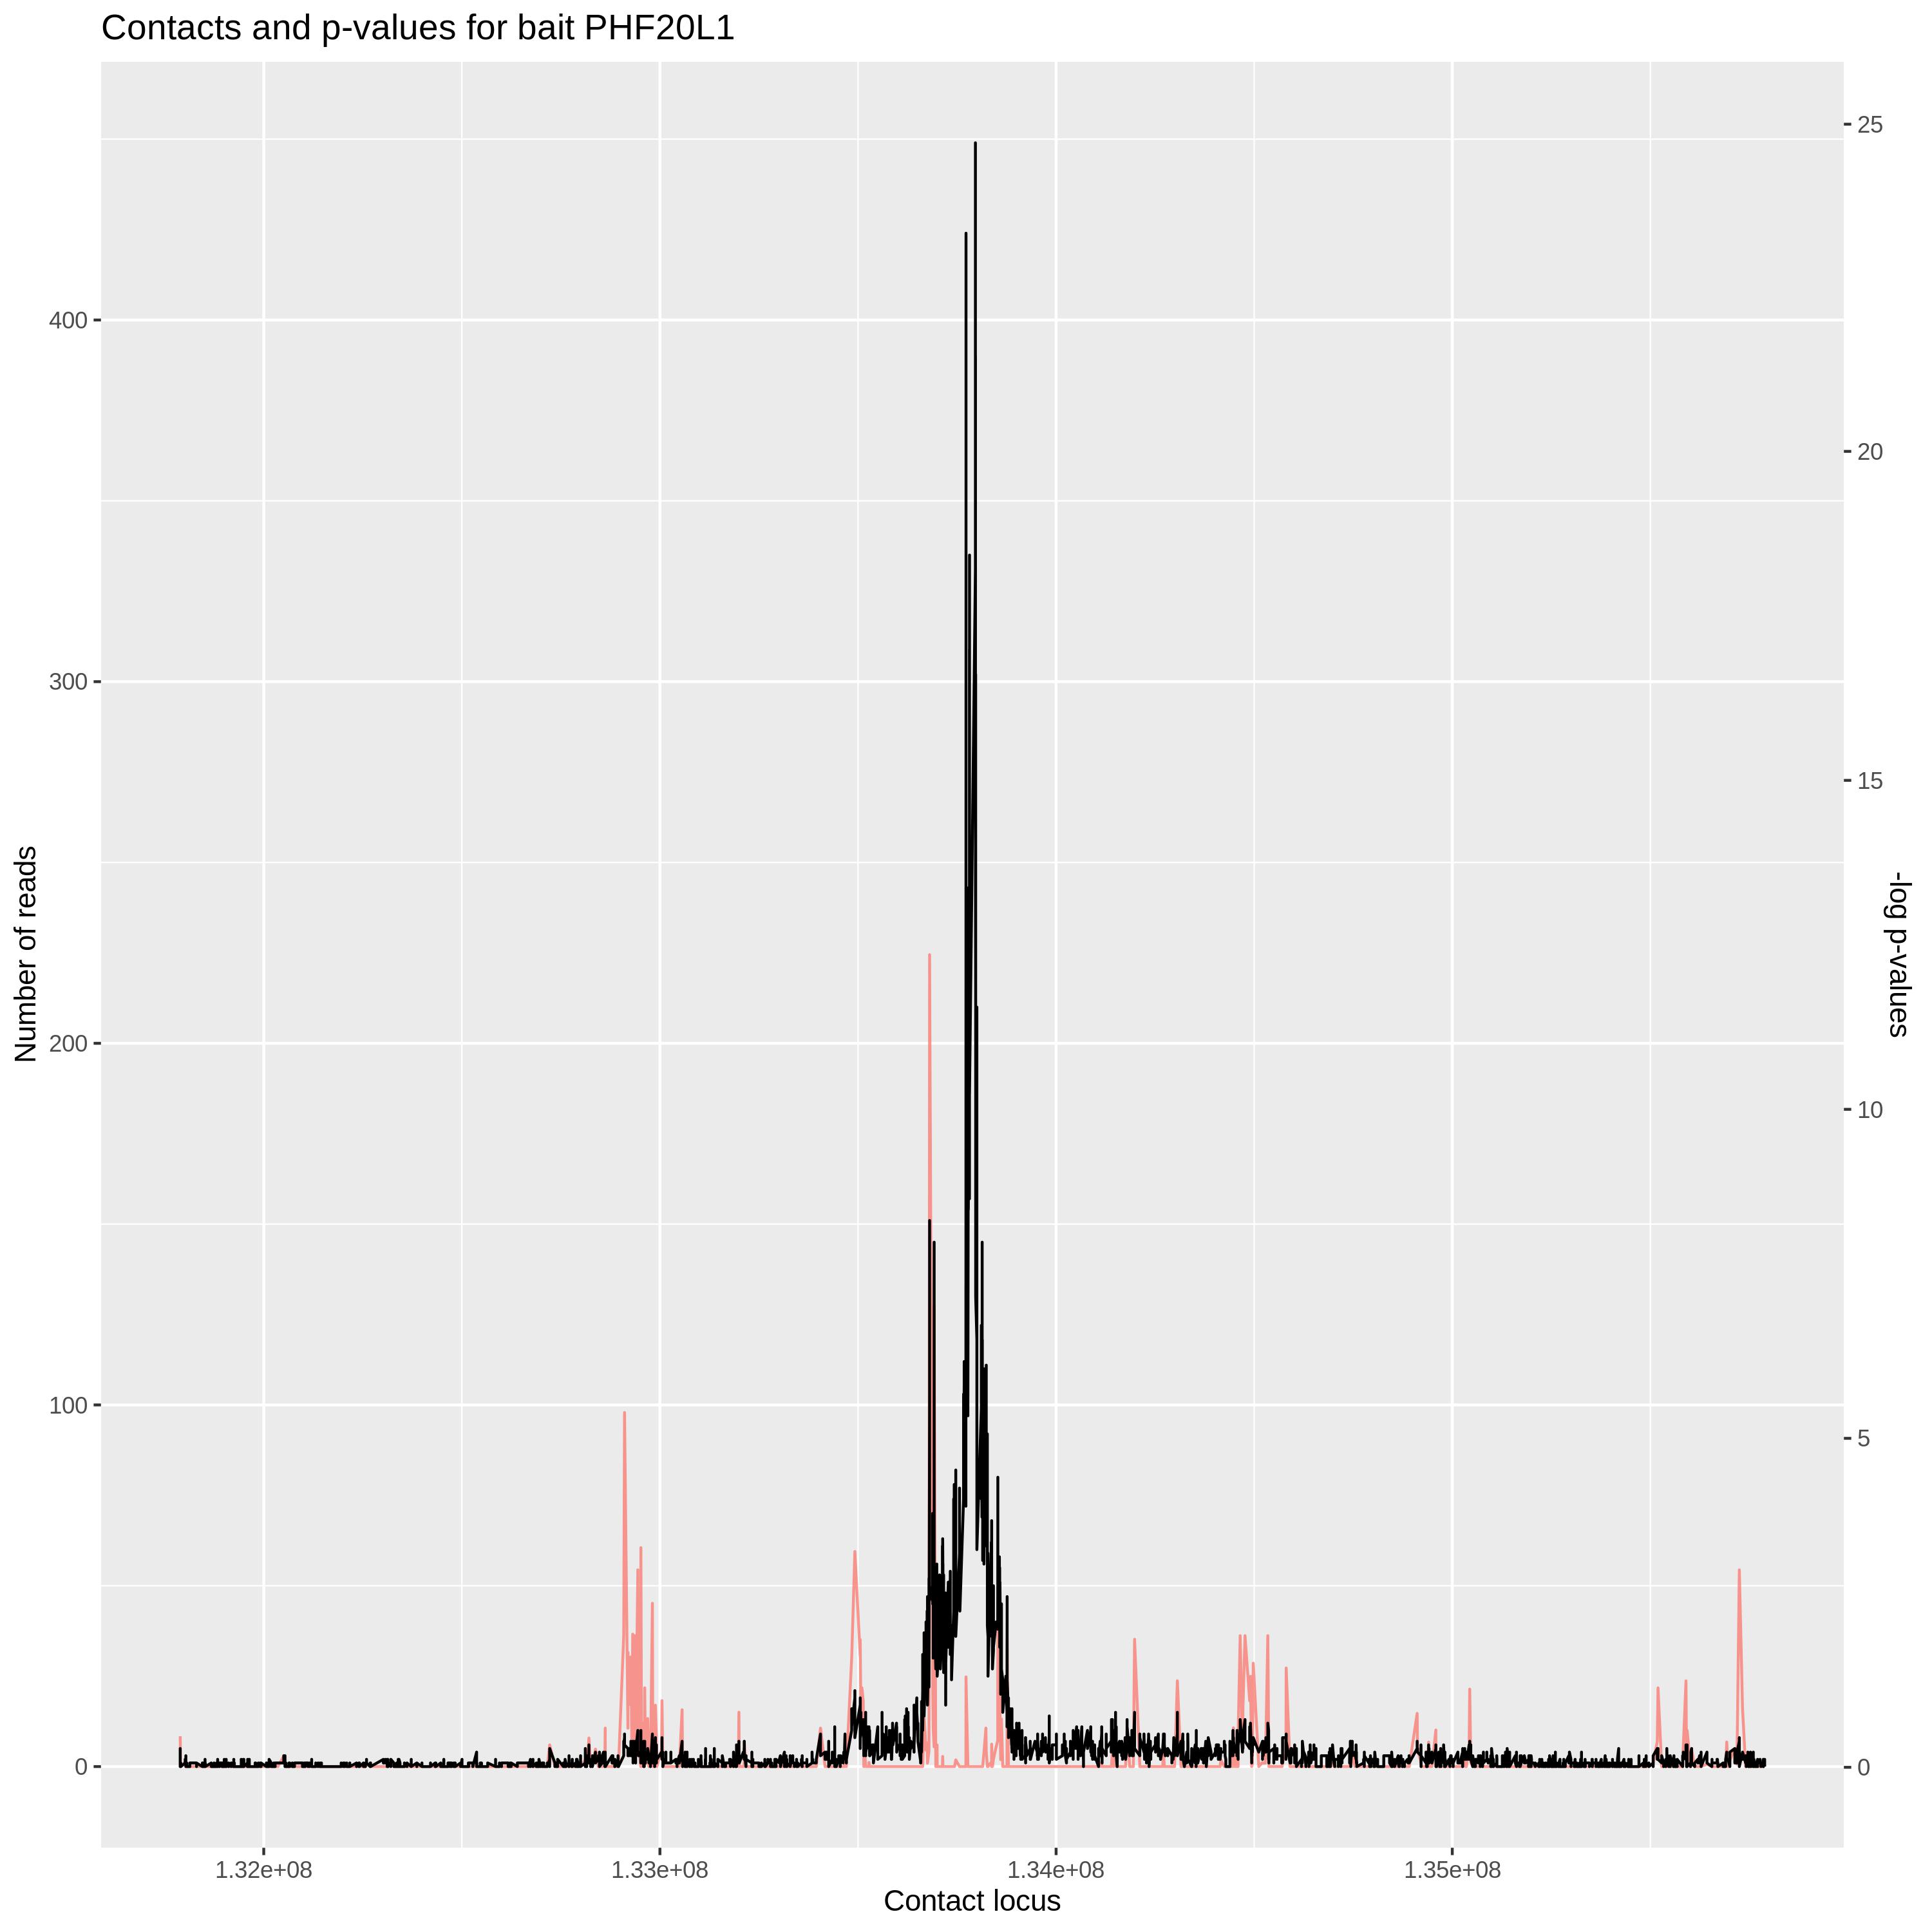 Contacts and p-values for bait PHF20L1
Number of reads
400
300
200
100
0
25
20
15
10
5
0
-log p-values
1.32e+08
1.33e+08
1.34e+08
1.35e+08
Contact locus